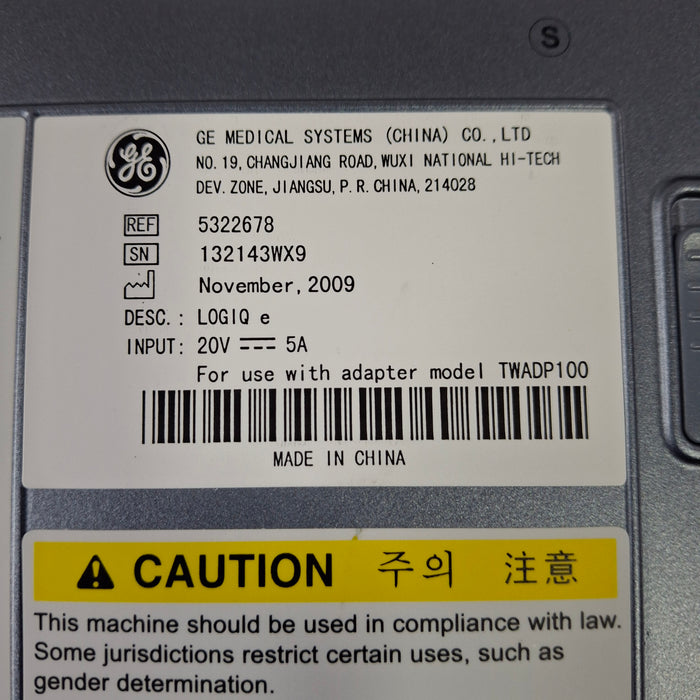 S
GE
GE MEDICAL SYSTEMS (CHINA) CO.,LTD
NO. 19, CHANGJIANG ROAD, WUXI NATIONAL HI-TECH
DEV. ZONE, JIANGSU, P. R. CHINA, 214028
REF 5322678
SN 132143WX9
November, 2009
DESC. : LOGIQ e
INPUT: 20V 5A
For use with adapter model TWADP100
MADE IN CHINA
CAUTION 주의 注意
This machine should be used in compliance with law.
Some jurisdictions restrict certain uses, such as
gender determination.